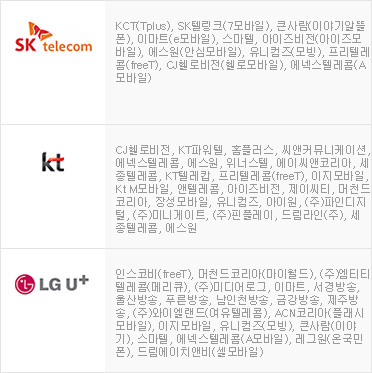 SK telecom
KCT(Tplus), SK텔링크(7모바일), 큰사람(이야기알뜰
폰), 이마트(e모바일), 스마텔, 아이즈비전(아이즈모
바일), 에스원(안심모바일), 유니컴즈(모빙), 프리텔레
콤(freeT), CJ헬로비전(헬로모바일), 에넥스텔레콤(A
모바일)
kt
CJ헬로비전, KT파워텔, 홈플러스, 씨앤커뮤니케이션,
에넥스텔레콤, 에스원, 위너스텔, 에이씨앤코리아, 세
종텔레콤, KT텔레캅, 프리텔레콤(freeT), 이지모바일,
Kt M모바일, 앤텔레콤, 아이즈비전, 제이씨티, 머천드
코리아, 장성모바일, 유니컴즈, 아이원, (주)파인디지
털, (주)미니게이트, (주)핀플레이, 드림라인(주), 세
종텔레콤, 에스원
LG U+
인스코비(freeT), 머천드코리아(마이월드), (주)엠티티
텔레콤(메리큐), (주)미디어로그, 이마트, 서경방송,
울산방송, 푸른방송, 남인천방송, 금강방송, 제주방
송, (주)와이엘랜드(여유텔레콤), ACN코리아(플래시
모바일), 이지모바일, 유니컴즈(모빙), 큰사람(이야
기), 스마텔, 에넥스텔레콤(A모바일), 레그원(온국민
폰), 드림에이치앤비(셀모바일)